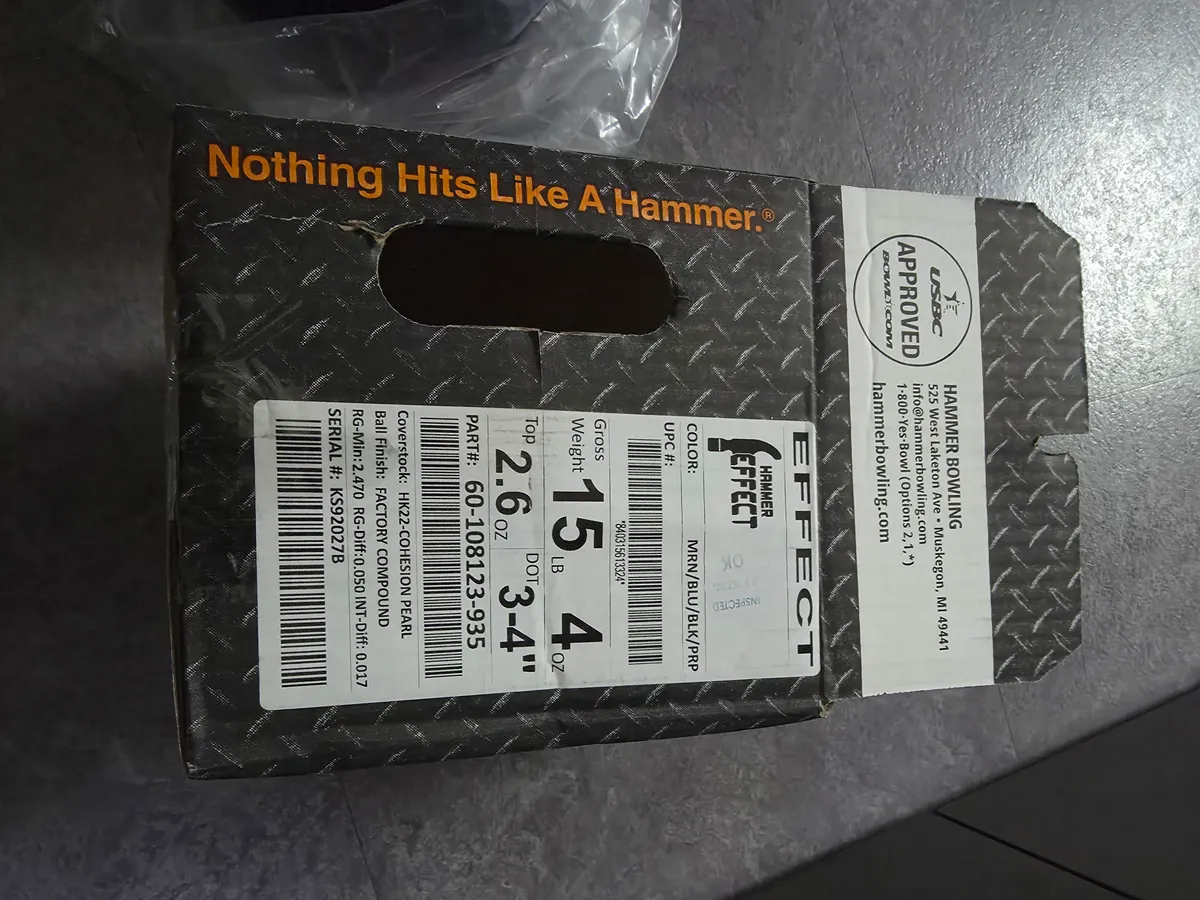 Nothing Hits Like A Hammer.®
USBC
APPROVED
BOWL.COM
HAMMER BOWLING
525 West Laketon Ave • Muskegon, MI 49441
info@hammerbowling.com
1-800-Yes-Bowl (Options 2,1,*)
hammerbowling.com
EFFECT
HAMMER
EFFECT
OK
INSPECTED
COLOR: MRN/BLU/BLK/PRP
UPC #:
*840315613324*
Gross
Weight 15 LB 4 OZ
Top 2.6 OZ DOT 3-4"
PART#: 60-108123-935
Coverstock: HK22-COHESION PEARL
Ball Finish: FACTORY COMPOUND
RG-Min:2.470 RG-Diff:0.050 INT-Diff: 0.017
SERIAL #: KS92027B